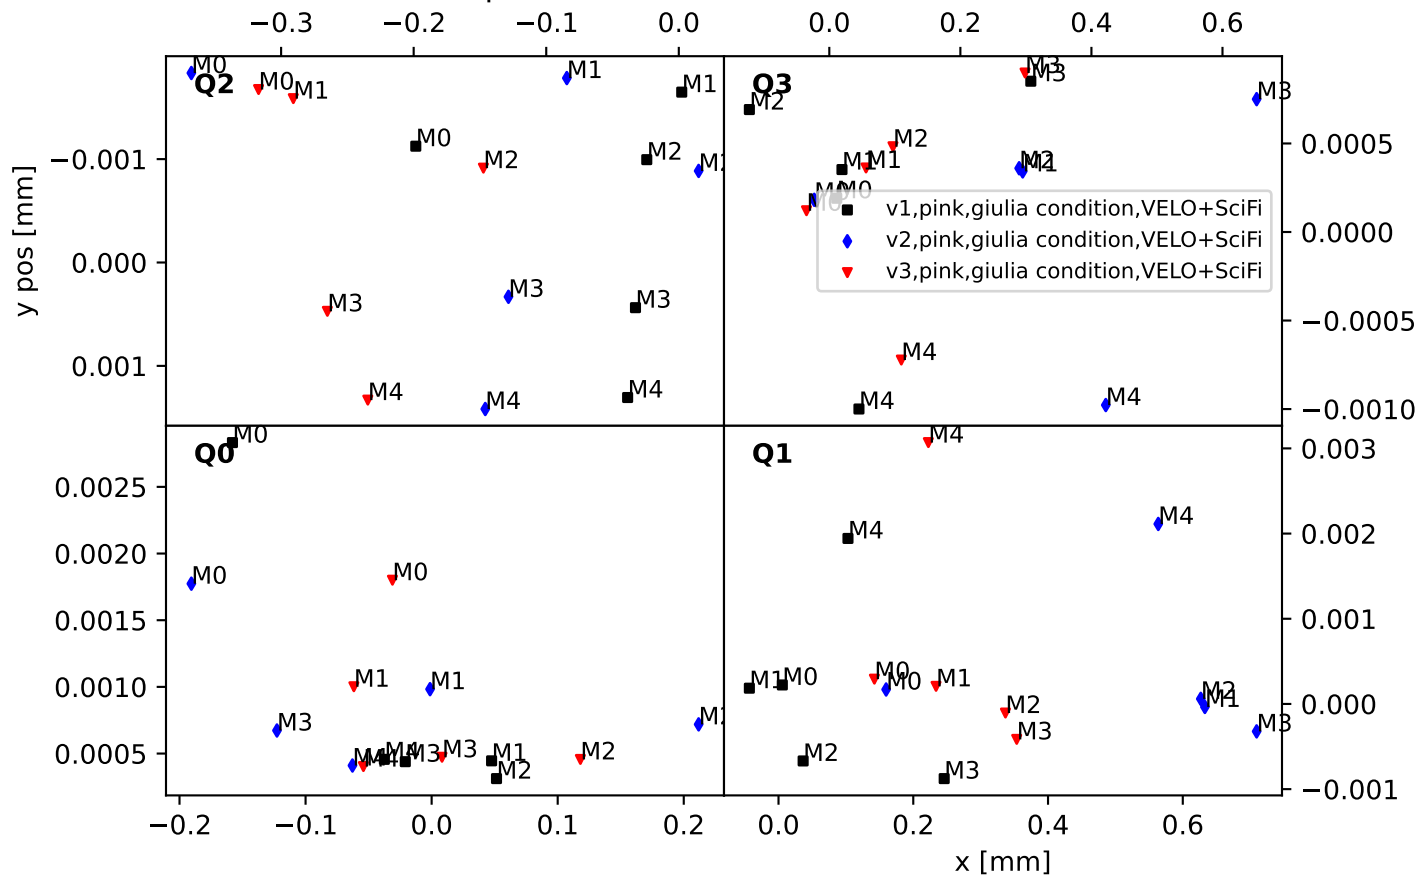 −0.3 −0.2 −0.1 0.0 0.0 0.2 0.4 0.6
Q2
M0
M0
M1
M1
M1
M0
M2
M2
M3
M3
M3
M4
M4
M4
−0.001
0.000
0.001
y pos [mm]
Q3
M3
M3
M3
M2
M2
M1
M1
M2
M1
M0
M0
M0
M4
M4
M4
v1,pink,giulia condition,VELO+SciFi
v2,pink,giulia condition,VELO+SciFi
v3,pink,giulia condition,VELO+SciFi
0.0005
0.0000
−0.0005
−0.0010
Q0
M0
M0
M0
M1
M1
M3
M4
M4
M4
M3
M3
M1
M2
M2
0.0025
0.0020
0.0015
0.0010
0.0005
Q1
M4
M4
M4
M1
M0
M0
M0
M1
M2
M1
M2
M3
M3
M2
M3
0.003
0.002
0.001
0.000
−0.001
−0.2 −0.1 0.0 0.1 0.2 0.0 0.2 0.4 0.6
x [mm]